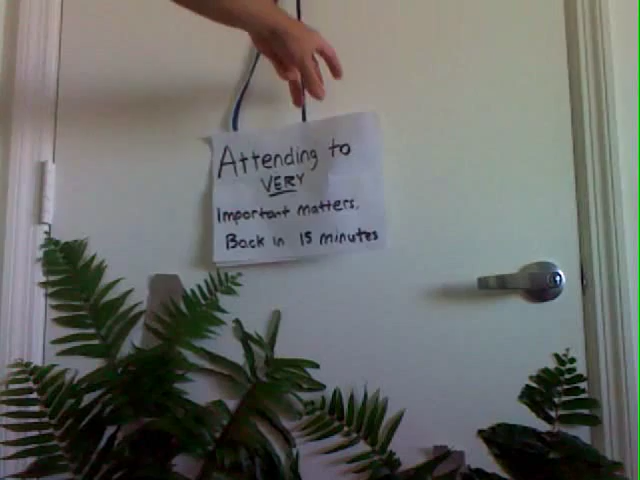 Attending to
VERY
Important matters.
Back in 15 minutes